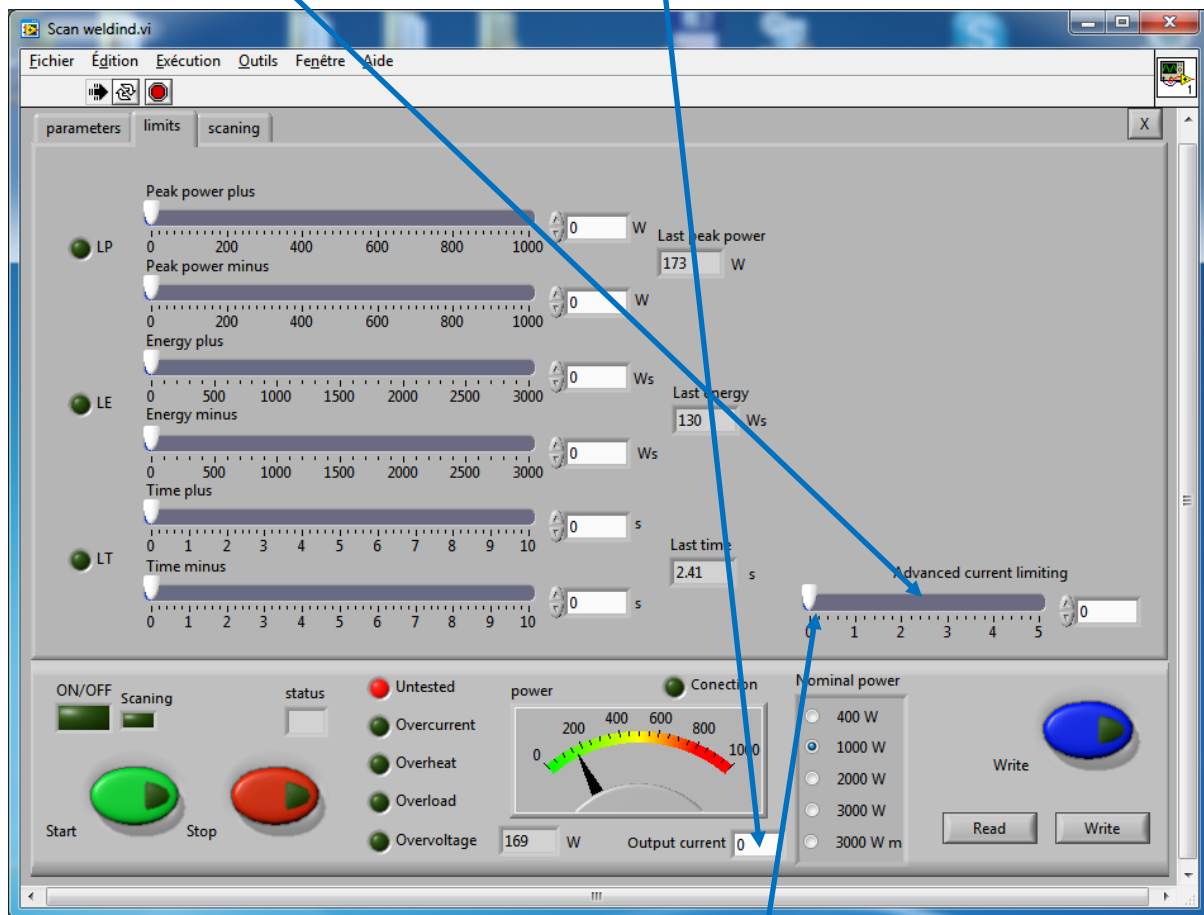 Scan weldind.vi
Fichier Édition Exécution Outils Fenêtre Aide
1
parameters limits scaning X
Peak power plus
0 W
LP
0 200 400 600 800 1000
Last peak power
173 W
Peak power minus
0 W
0 200 400 600 800 1000
Energy plus
0 Ws
LE
0 500 1000 1500 2000 2500 3000
Last energy
130 Ws
Energy minus
0 Ws
0 500 1000 1500 2000 2500 3000
Time plus
0 s
LT
0 1 2 3 4 5 6 7 8 9 10
Last time
2.41 s
Time minus
0 s
0 1 2 3 4 5 6 7 8 9 10
Advanced current limiting
0
0 1 2 3 4 5
ON/OFF Scaning status
Start Stop
Untested
Overcurrent
Overheat
Overload
Overvoltage
power Conection
0 200 400 600 800 1000
169 W
Output current 0
Nominal power
400 W
1000 W
2000 W
3000 W
3000 W m
Write
Read Write